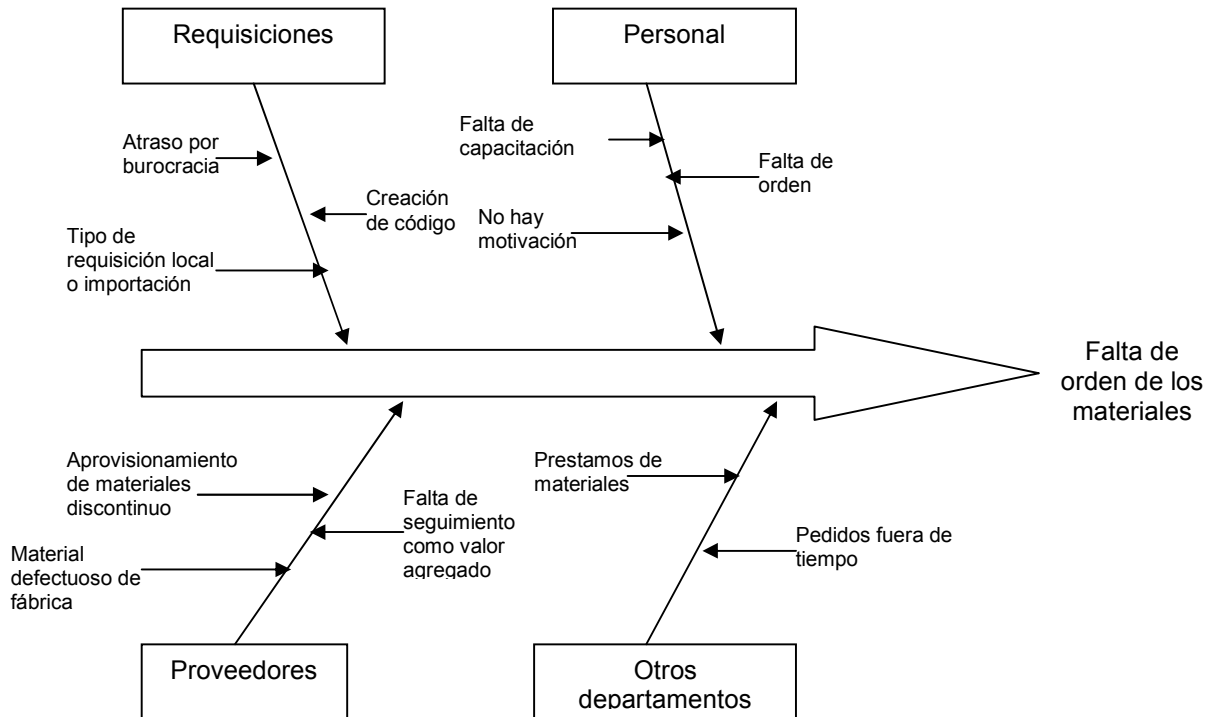 Requisiciones
Personal
Atraso por
burocracia
Creación
de código
Tipo de
requisición local
o importación
Falta de
capacitación
Falta de
orden
No hay
motivación
Falta de
orden de los
materiales
Aprovisionamiento
de materiales
discontinuo
Falta de
seguimiento
como valor
agregado
Material
defectuoso de
fábrica
Prestamos de
materiales
Pedidos fuera de
tiempo
Proveedores
Otros
departamentos